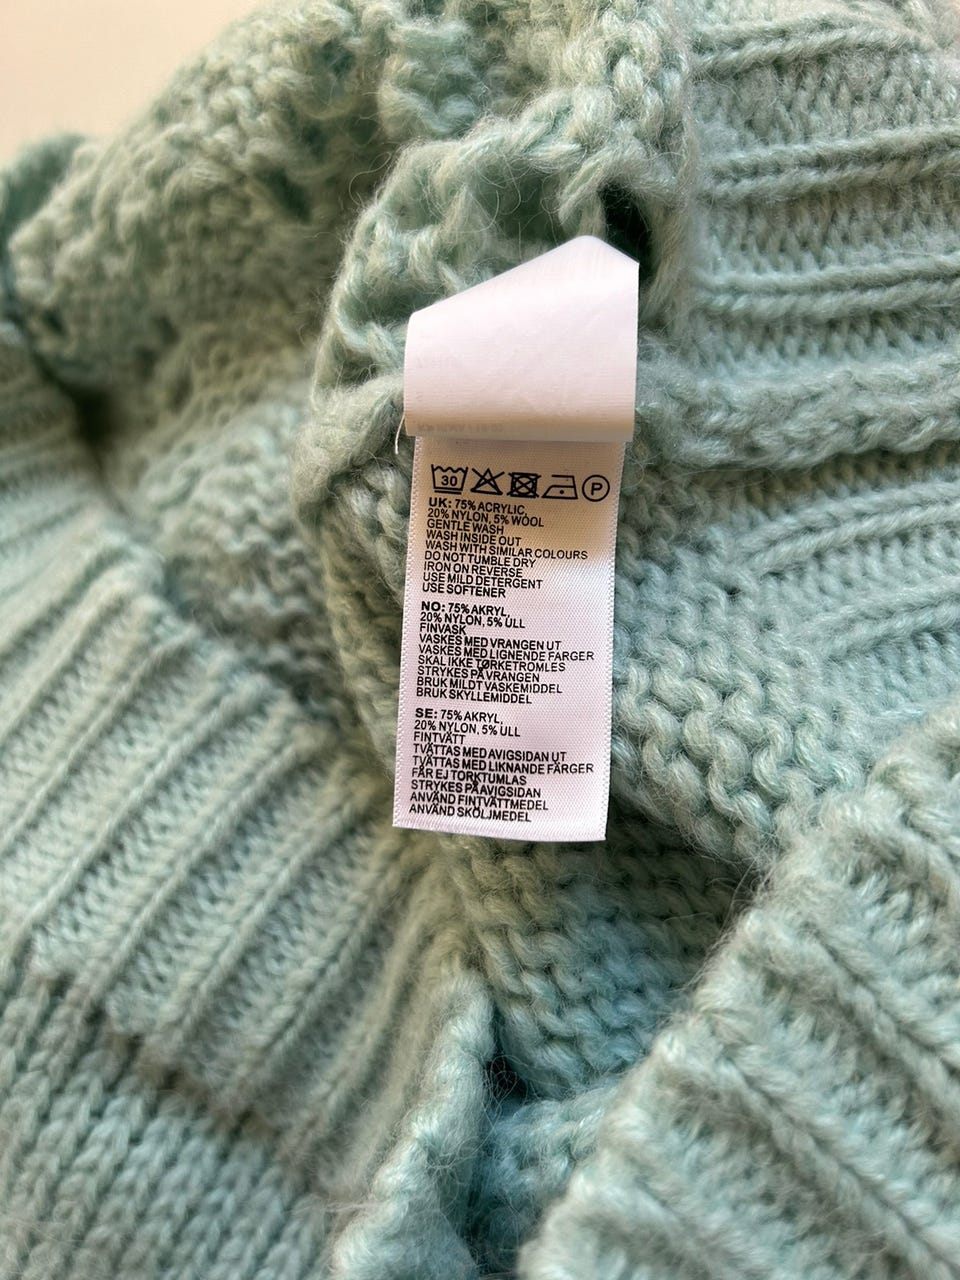 30 P
UK: 75% ACRYLIC,
20% NYLON, 5% WOOL
GENTLE WASH
WASH INSIDE OUT
WASH WITH SIMILAR COLOURS
DO NOT TUMBLE DRY
IRON ON REVERSE
USE MILD DETERGENT
USE SOFTENER
NO: 75% AKRYL,
20% NYLON, 5% ULL
FINVASK
VASKES MED VRANGEN UT
VASKES MED LIGNENDE FARGER
SKAL IKKE TØRKETROMLES
STRYKES PÅ VRANGEN
BRUK MILDT VASKEMIDDEL
BRUK SKYLLEMIDDEL
SE: 75% AKRYL,
20% NYLON, 5% ULL
FINTVÄTT
TVÄTTAS MED AVIGSIDAN UT
TVÄTTAS MED LIKNANDE FÄRGER
FÅR EJ TORKTUMLAS
STRYKES PÅ AVIGSIDAN
ANVÄND FINTVÄTTMEDEL
ANVÄND SKÖLJMEDEL